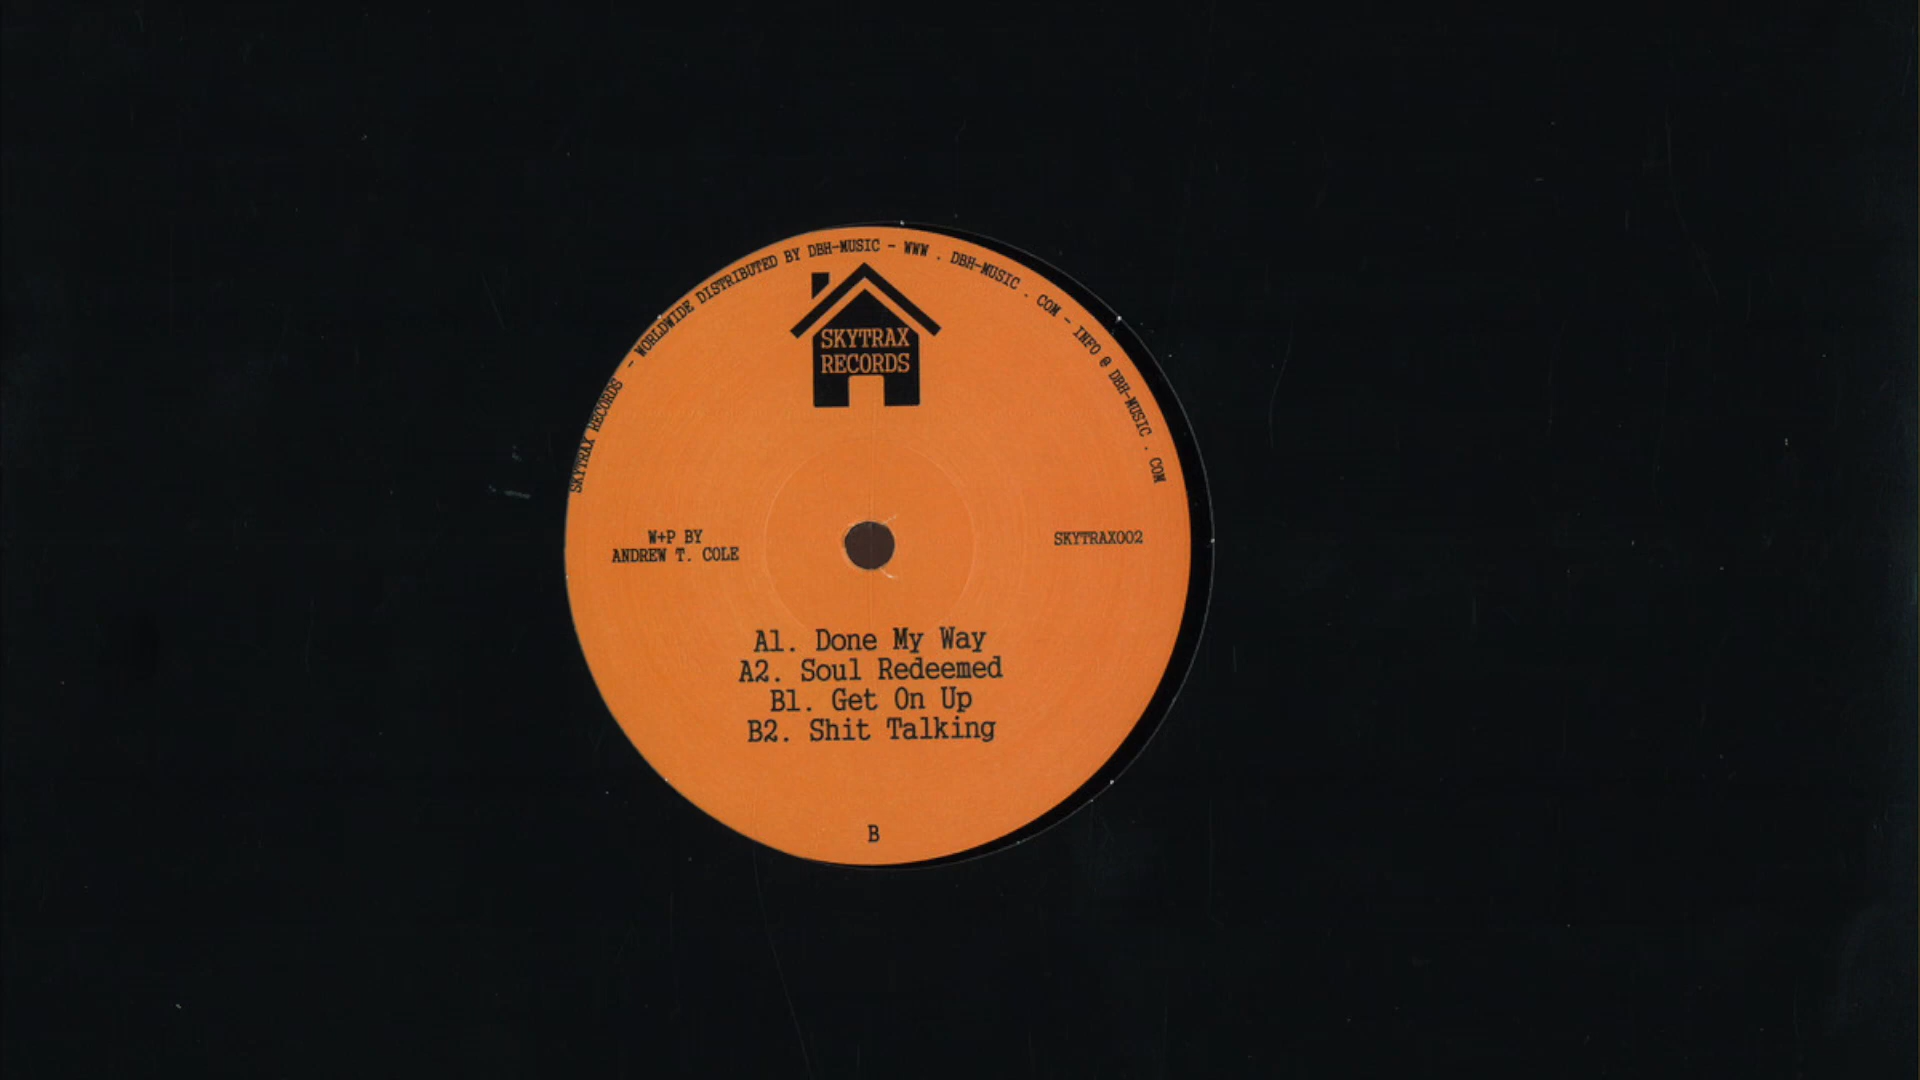 SKYTRAX RECORDS - WORLDWIDE DISTRIBUTED BY DBH-MUSIC - WWW . DBH-MUSIC . COM - INFO @ DBH-MUSIC . COM
SKYTRAX
RECORDS
W+P BY
ANDREW T. COLE
SKYTRAX002
A1. Done My Way
A2. Soul Redeemed
B1. Get On Up
B2. Shit Talking
B